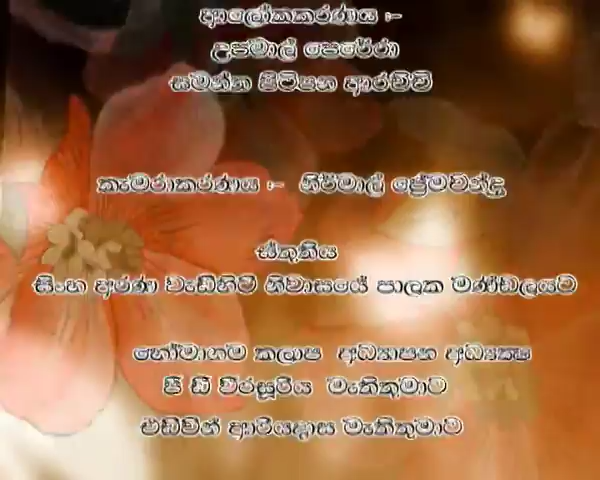 ආලෝකකරණය :-
උපමාල් පෙරේරා
සමන්ත පිටිපන ආරච්චි
කැමරාකරණය :- නිර්මාල් ප්‍රේමචන්ද්‍ර
ස්තූතිය
සිංහ අරණ වැඩිහිටි නිවාසයේ පාලක මණ්ඩලයට
හෝමාගම කලාප අධ්‍යාපන අධ්‍යක්ෂ
පී ඩී වීරසූරිය මැතිතුමාට
එඩ්වින් ආරියදාස මැතිතුමාට